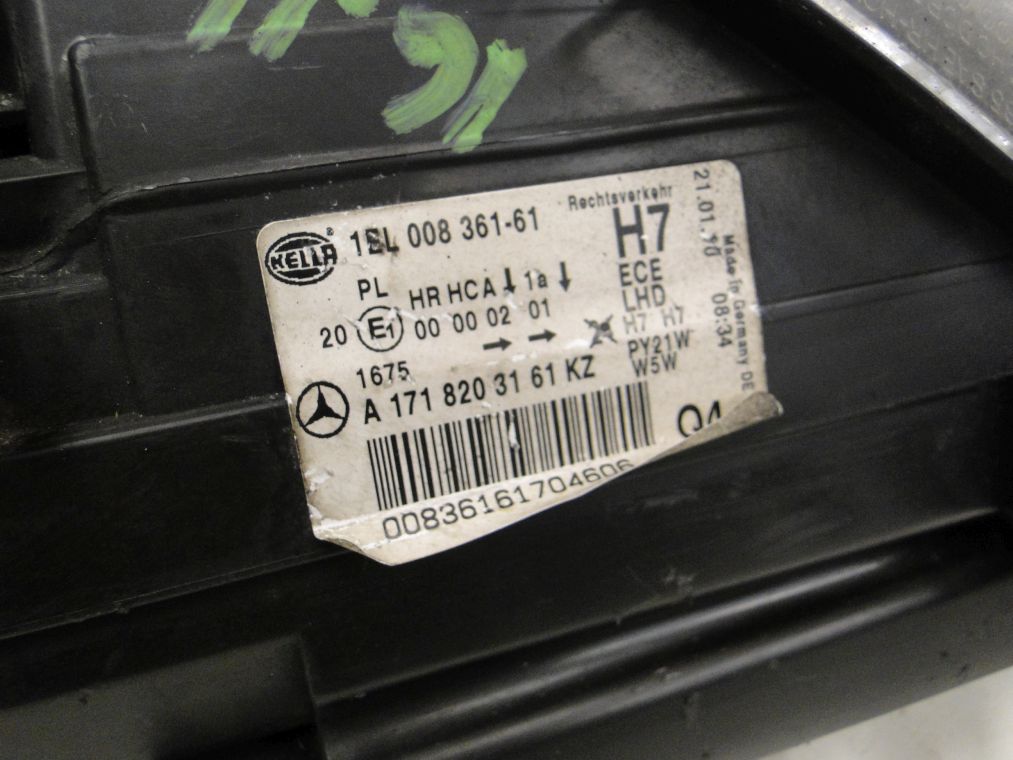 HELLA ®
1EL 008 361-61
Rechtsverkehr
H7
21.01.10
PL
HR HCA ↓ 1a ↓
ECE
LHD
20 E1 00 00 02 01
→ →
H7 H7
PY21W
W5W
Made in Germany DE
08:34
1675
A 171 820 31 61 KZ
Q4
00836161704606